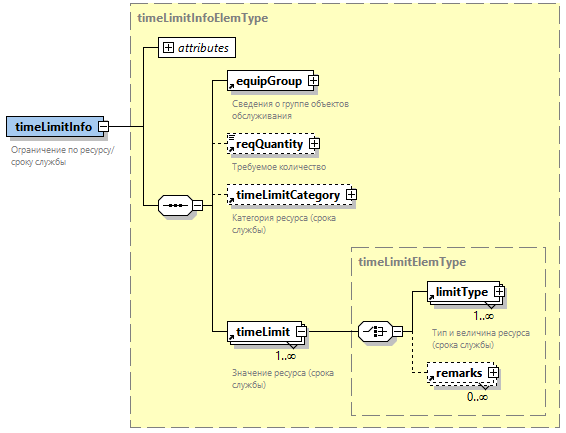 timeLimitInfoElemType
attributes
equipGroup
Сведения о группе объектов
обслуживания
timeLimitInfo
Ограничение по ресурсу/
сроку службы
reqQuantity
Требуемое количество
timeLimitCategory
Категория ресурса (срока
службы)
timeLimitElemType
limitType
1..∞
Тип и величина ресурса
(срока службы)
timeLimit
1..∞
Значение ресурса (срока
службы)
remarks
0..∞